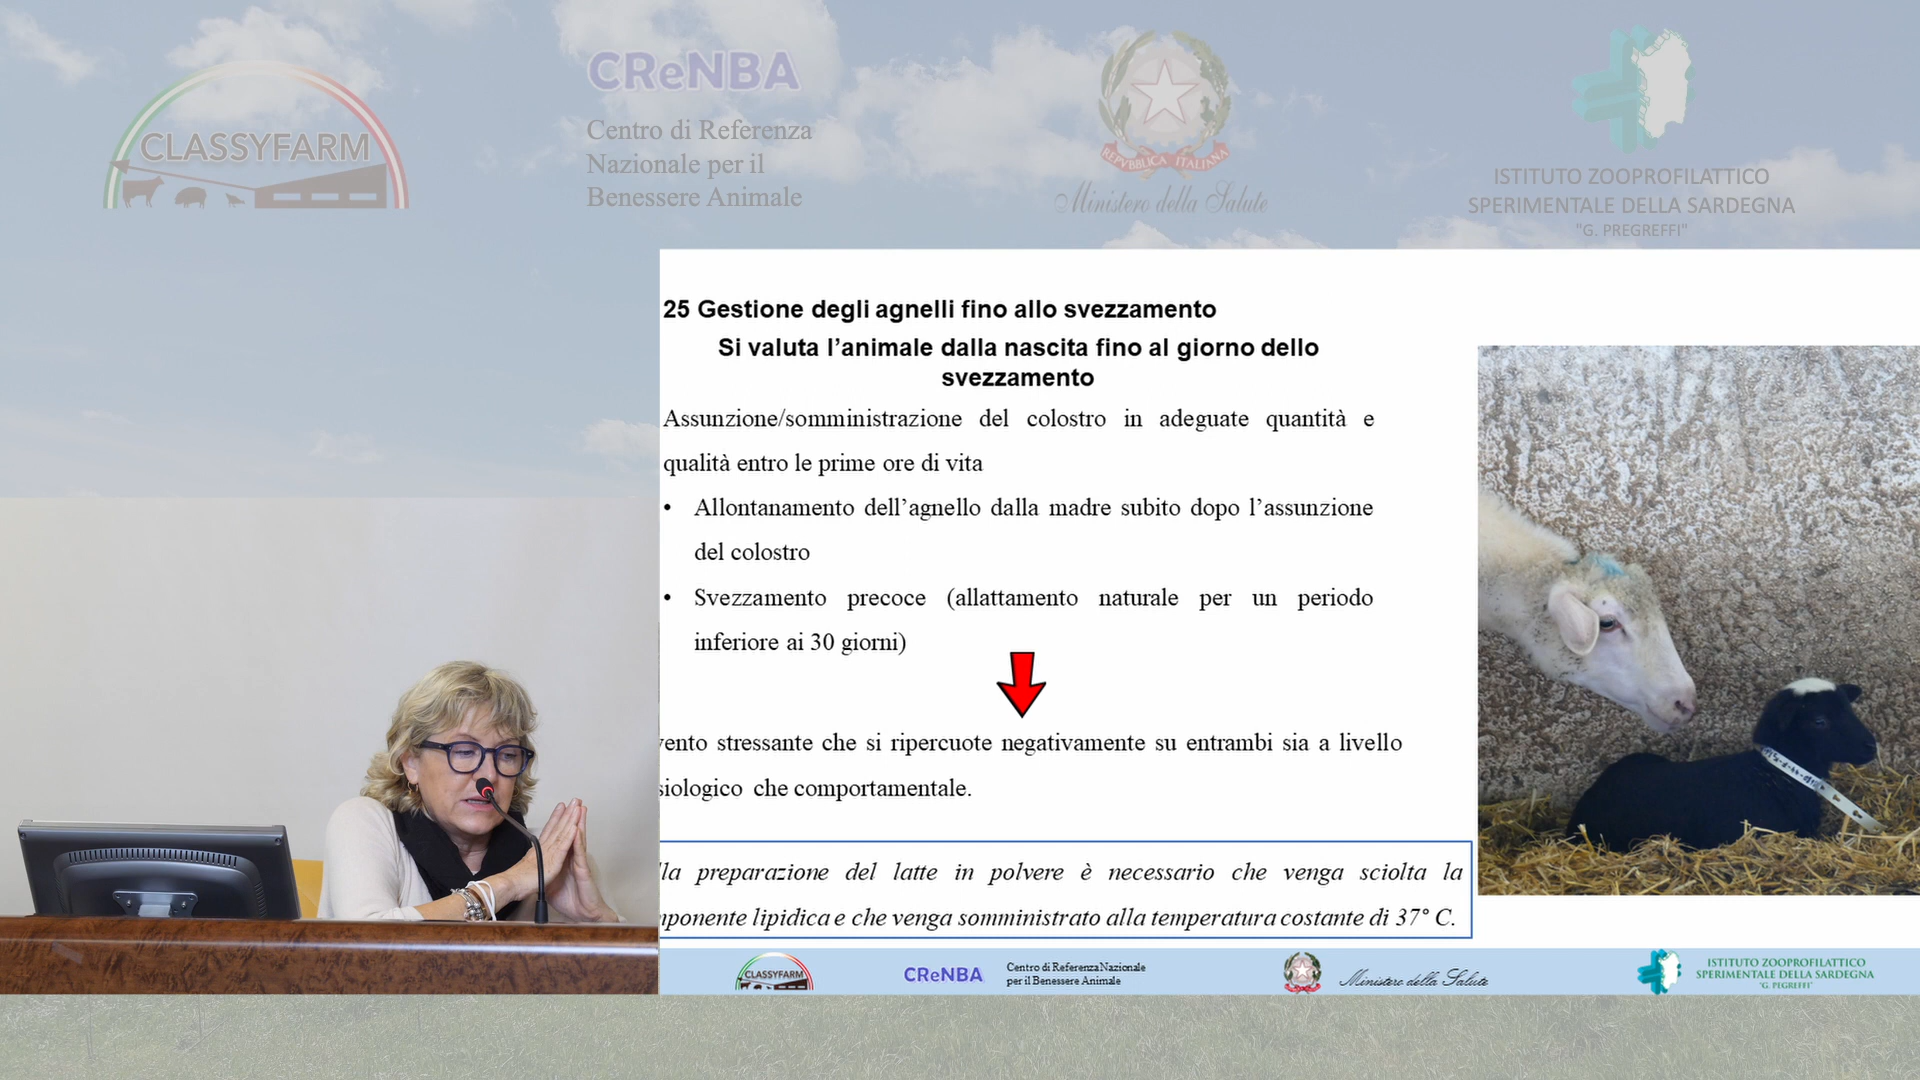 CLASSYFARM
CReNBA
Centro di Referenza
Nazionale per il
Benessere Animale
REPVBBLICA ITALIANA
Ministero della Salute
ISTITUTO ZOOPROFILATTICO
SPERIMENTALE DELLA SARDEGNA
"G. PREGREFFI"
25 Gestione degli agnelli fino allo svezzamento
Si valuta l'animale dalla nascita fino al giorno dello
svezzamento
Assunzione/somministrazione del colostro in adeguate quantità e
qualità entro le prime ore di vita
• Allontanamento dell'agnello dalla madre subito dopo l'assunzione
del colostro
• Svezzamento precoce (allattamento naturale per un periodo
inferiore ai 30 giorni)
vento stressante che si ripercuote negativamente su entrambi sia a livello
siologico che comportamentale.
lla preparazione del latte in polvere è necessario che venga sciolta la
mponente lipidica e che venga somministrato alla temperatura costante di 37° C.
CLASSYFARM
CReNBA
Centro di Referenza Nazionale
per il Benessere Animale
Ministero della Salute
ISTITUTO ZOOPROFILATTICO
SPERIMENTALE DELLA SARDEGNA
"G. PEGREFFI"